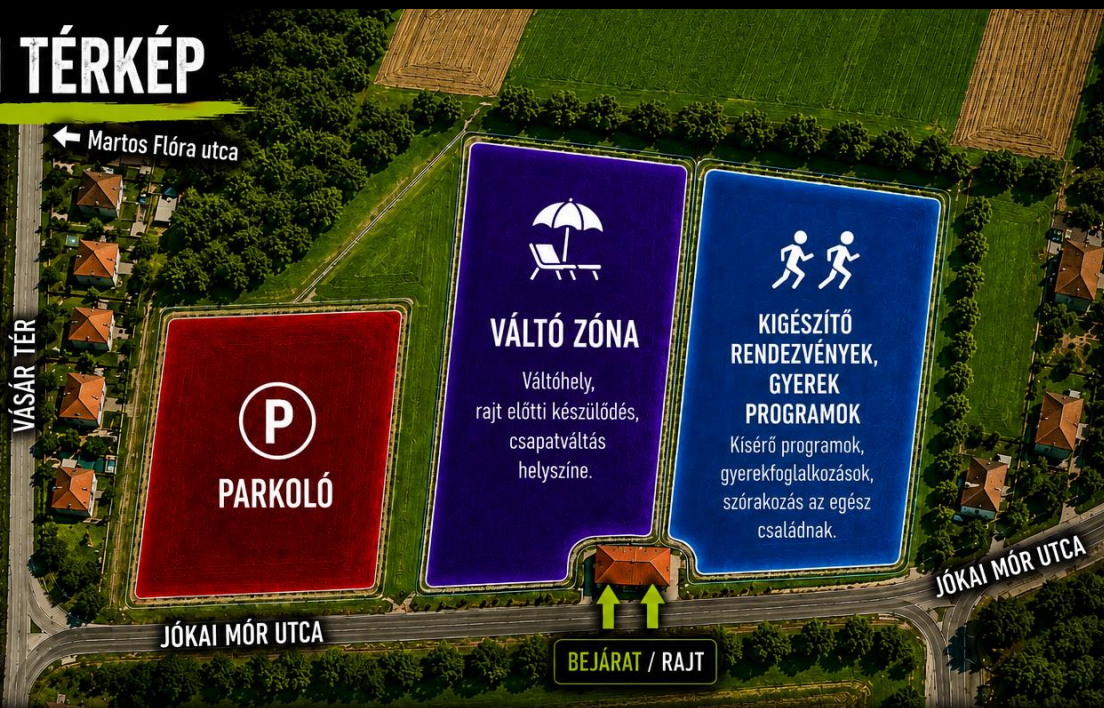 TÉRKÉP
← Martos Flóra utca
VÁSÁR TÉR
P
PARKOLÓ
VÁLTÓ ZÓNA
Váltóhely,
rajt előtti készülődés,
csapatváltás
helyszíne.
KIGÉSZÍTŐ
RENDEZVÉNYEK,
GYEREK
PROGRAMOK
Kísérő programok,
gyerekfoglalkozások,
szórakozás az egész
családnak.
JÓKAI MÓR UTCA
JÓKAI MÓR UTCA
BEJÁRAT / RAJT